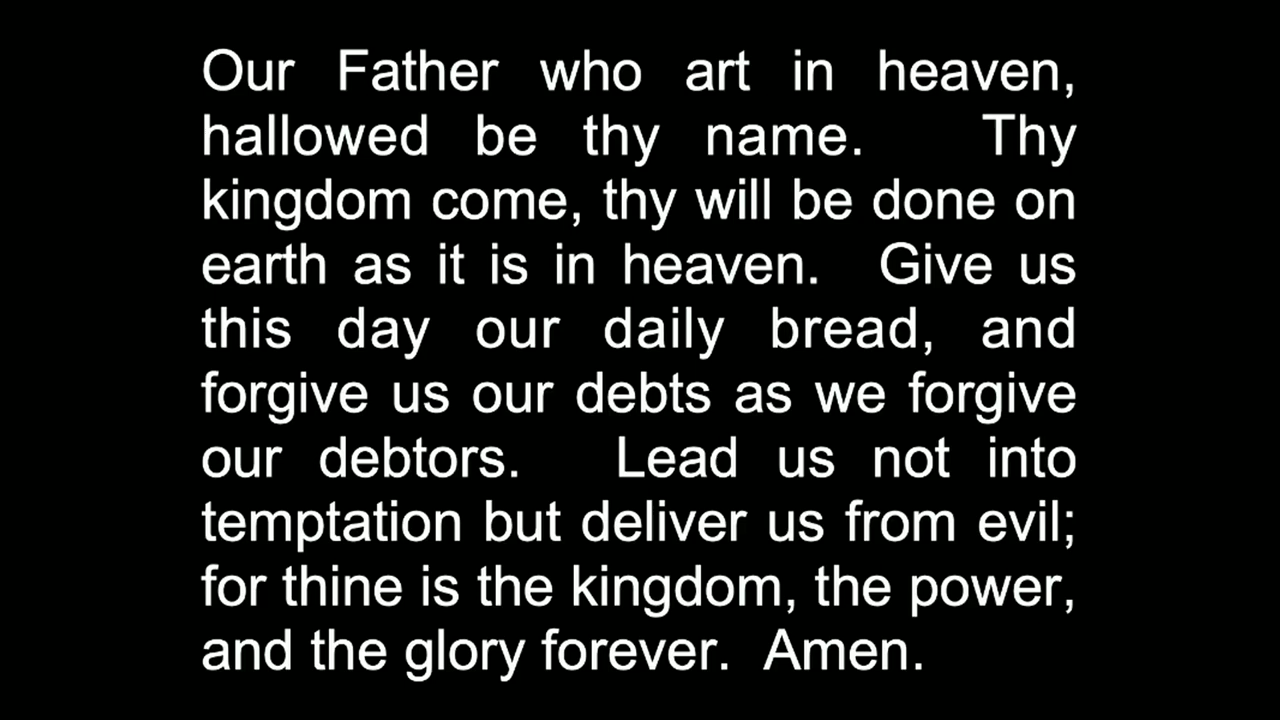 Our Father who art in heaven,
hallowed be thy name. Thy
kingdom come, thy will be done on
earth as it is in heaven. Give us
this day our daily bread, and
forgive us our debts as we forgive
our debtors. Lead us not into
temptation but deliver us from evil;
for thine is the kingdom, the power,
and the glory forever. Amen.